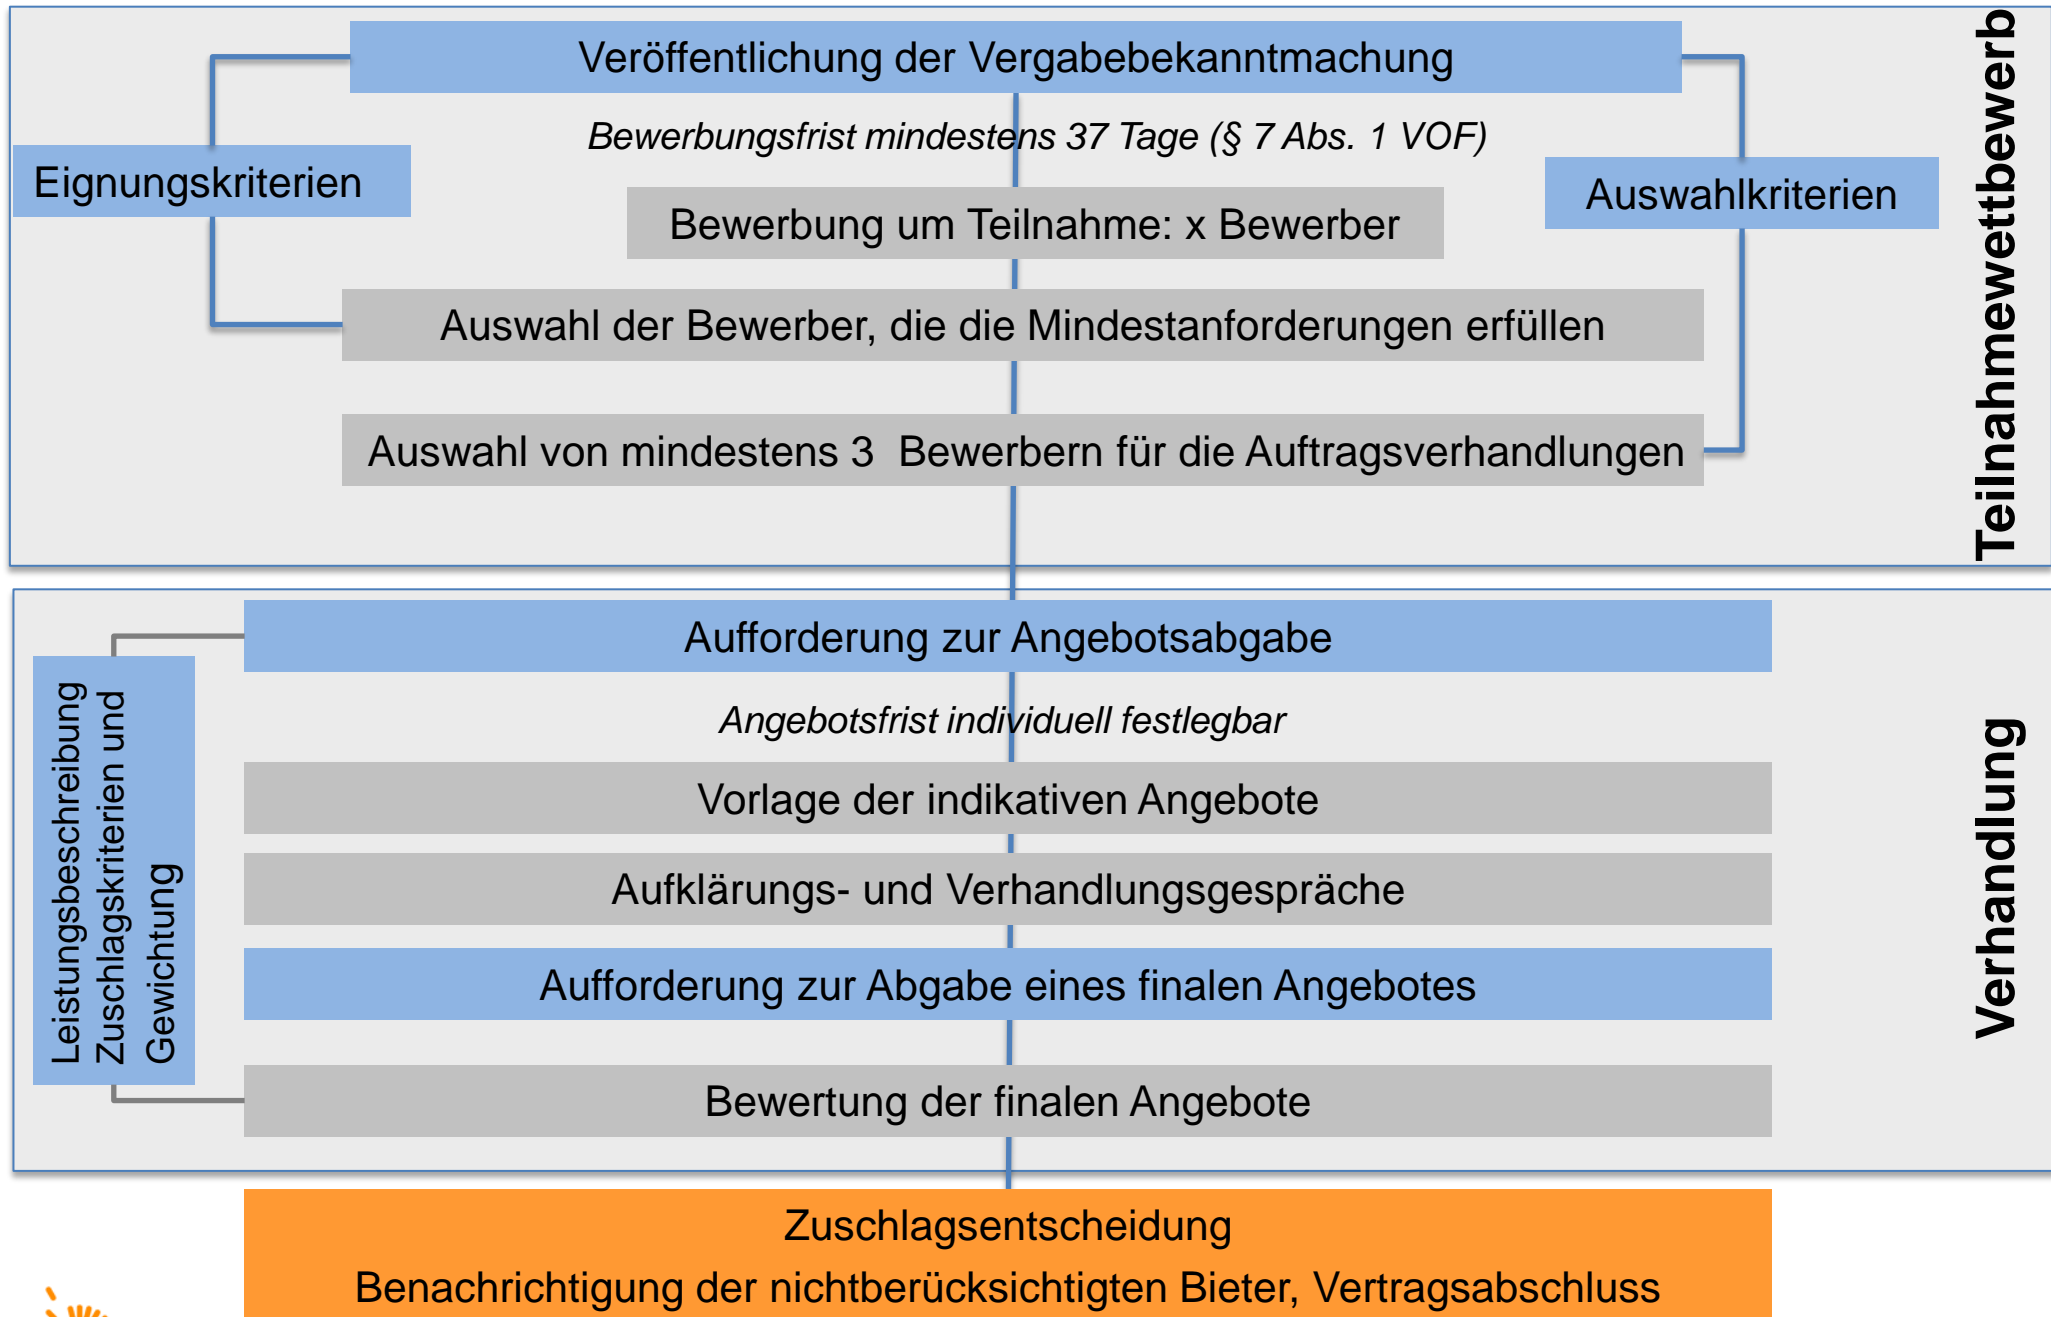 Veröffentlichung der Vergabebekanntmachung
Bewerbungsfrist mindestens 37 Tage (§ 7 Abs. 1 VOF)
Eignungskriterien
Auswahlkriterien
Bewerbung um Teilnahme: x Bewerber
Auswahl der Bewerber, die die Mindestanforderungen erfüllen
Auswahl von mindestens 3 Bewerbern für die Auftragsverhandlungen
Teilnahmewettbewerb
Aufforderung zur Angebotsabgabe
Angebotsfrist individuell festlegbar
Leistungsbeschreibung
Zuschlagskriterien und
Gewichtung
Vorlage der indikativen Angebote
Aufklärungs- und Verhandlungsgespräche
Aufforderung zur Abgabe eines finalen Angebotes
Bewertung der finalen Angebote
Verhandlung
Zuschlagsentscheidung
Benachrichtigung der nichtberücksichtigten Bieter, Vertragsabschluss